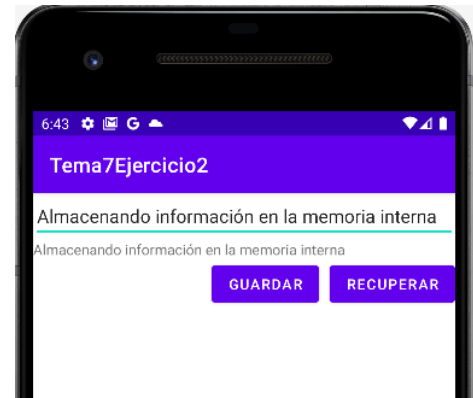 6:43 G
Tema7Ejercicio2
Almacenando información en la memoria interna
Almacenando información en la memoria interna
GUARDAR RECUPERAR